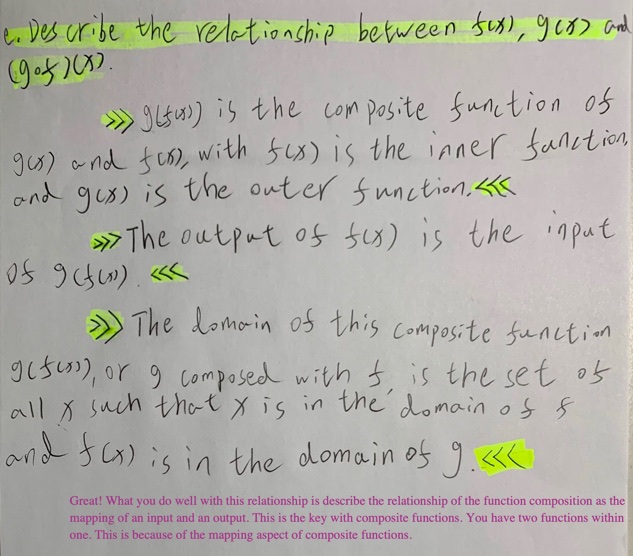 e. Describe the relationship between f(x), g(x) and
(g∘f)(x).
>>> g(f(x)) is the composite function of
g(x) and f(x), with f(x) is the inner function,
and g(x) is the outer function. <<<
>>> The output of f(x) is the input
of g(f(x)). <<<
>>> The domain of this composite function
g(f(x)), or g composed with f, is the set of
all x such that x is in the domain of f
and f(x) is in the domain of g. <<<
Great! What you do well with this relationship is describe the relationship of the function composition as the
mapping of an input and an output. This is the key with composite functions. You have two functions within
one. This is because of the mapping aspect of composite functions.